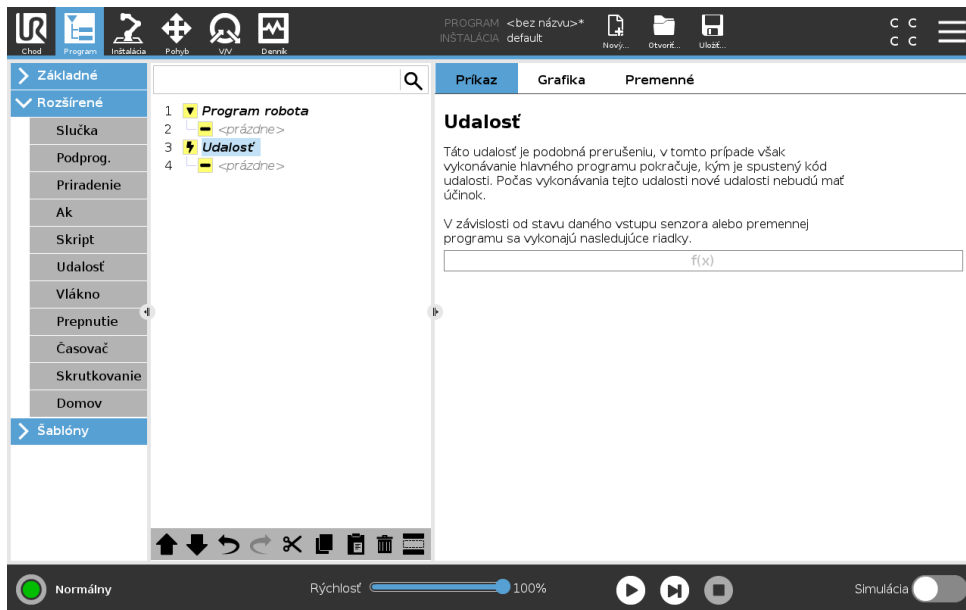 UR
PROGRAM <bez názvu>*
INŠTALÁCIA default
C C
C C
Chod Program Inštalácia Pohyb V/V Denník Nový... Otvoriť... Uložiť...
Základné
Rozšírené
Slučka
Podprog.
Priradenie
Ak
Skript
Udalosť
Vlákno
Prepnutie
Časovač
Skrutkovanie
Domov
Šablóny
1 Program robota
2 <prázdne>
3 Udalosť
4 <prázdne>
Príkaz Grafika Premenné
Udalosť
Táto udalosť je podobná prerušeniu, v tomto prípade však
vykonávanie hlavného programu pokračuje, kým je spustený kód
udalosti. Počas vykonávania tejto udalosti nové udalosti nebudú mať
účinok.
V závislosti od stavu daného vstupu senzora alebo premennej
programu sa vykonajú nasledujúce riadky.
f(x)
Normálny
Rýchlosť 100%
Simulácia